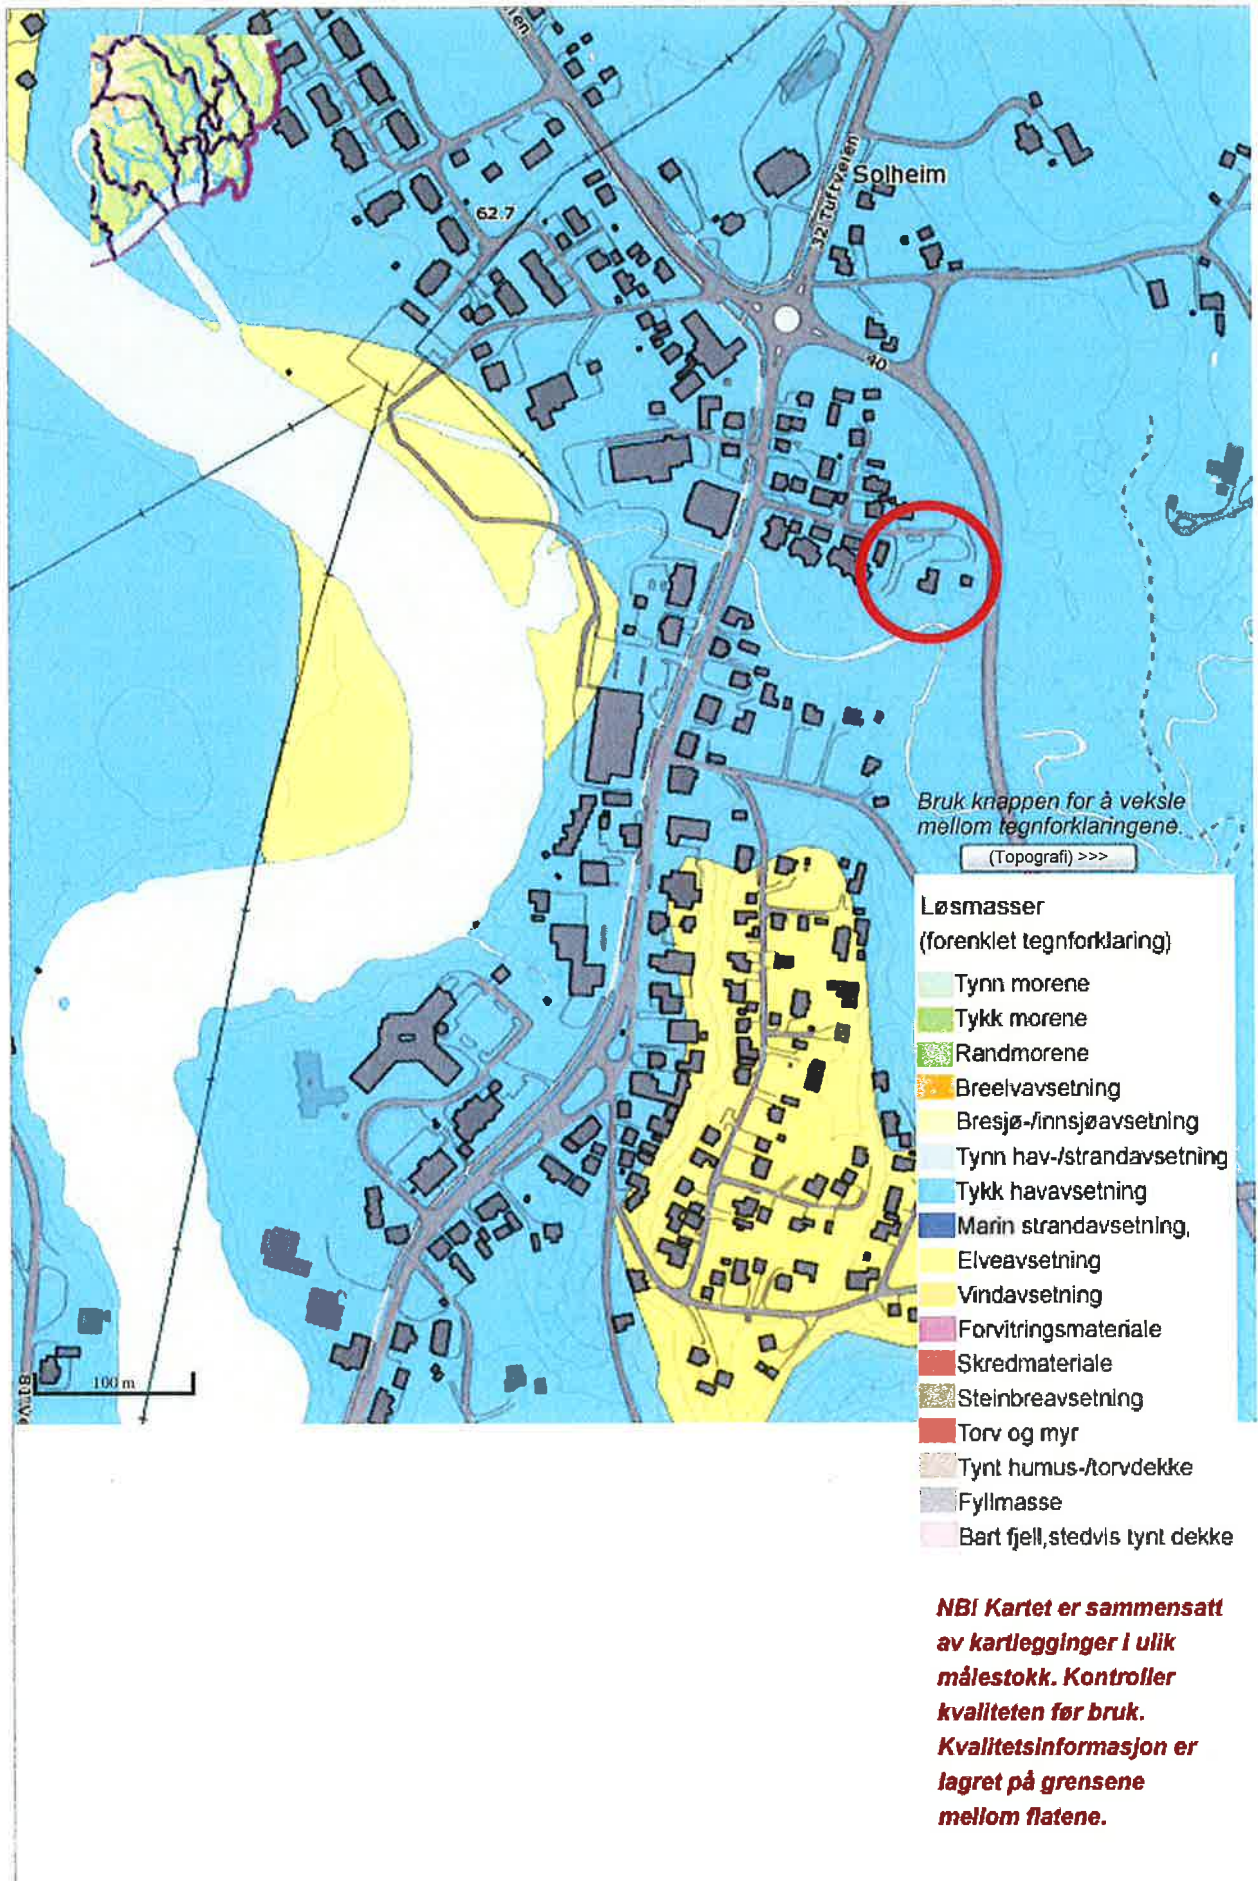 62.7
Solheim
32 Tuftveien
40
Bruk knappen for å veksle
mellom tegnforklaringene.
(Topografi) >>>
Løsmasser
(forenklet tegnforklaring)
Tynn morene
Tykk morene
Randmorene
Breelvavsetning
Bresjø-/innsjøavsetning
Tynn hav-/strandavsetning
Tykk havavsetning
Marin strandavsetning,
Elveavsetning
Vindavsetning
Forvitringsmateriale
Skredmateriale
Steinbreavsetning
Torv og myr
Tynt humus-/torvdekke
Fyllmasse
Bart fjell,stedvis tynt dekke
100 m
NB! Kartet er sammensatt
av kartlegginger i ulik
målestokk. Kontroller
kvaliteten før bruk.
Kvalitetsinformasjon er
lagret på grensene
mellom flatene.